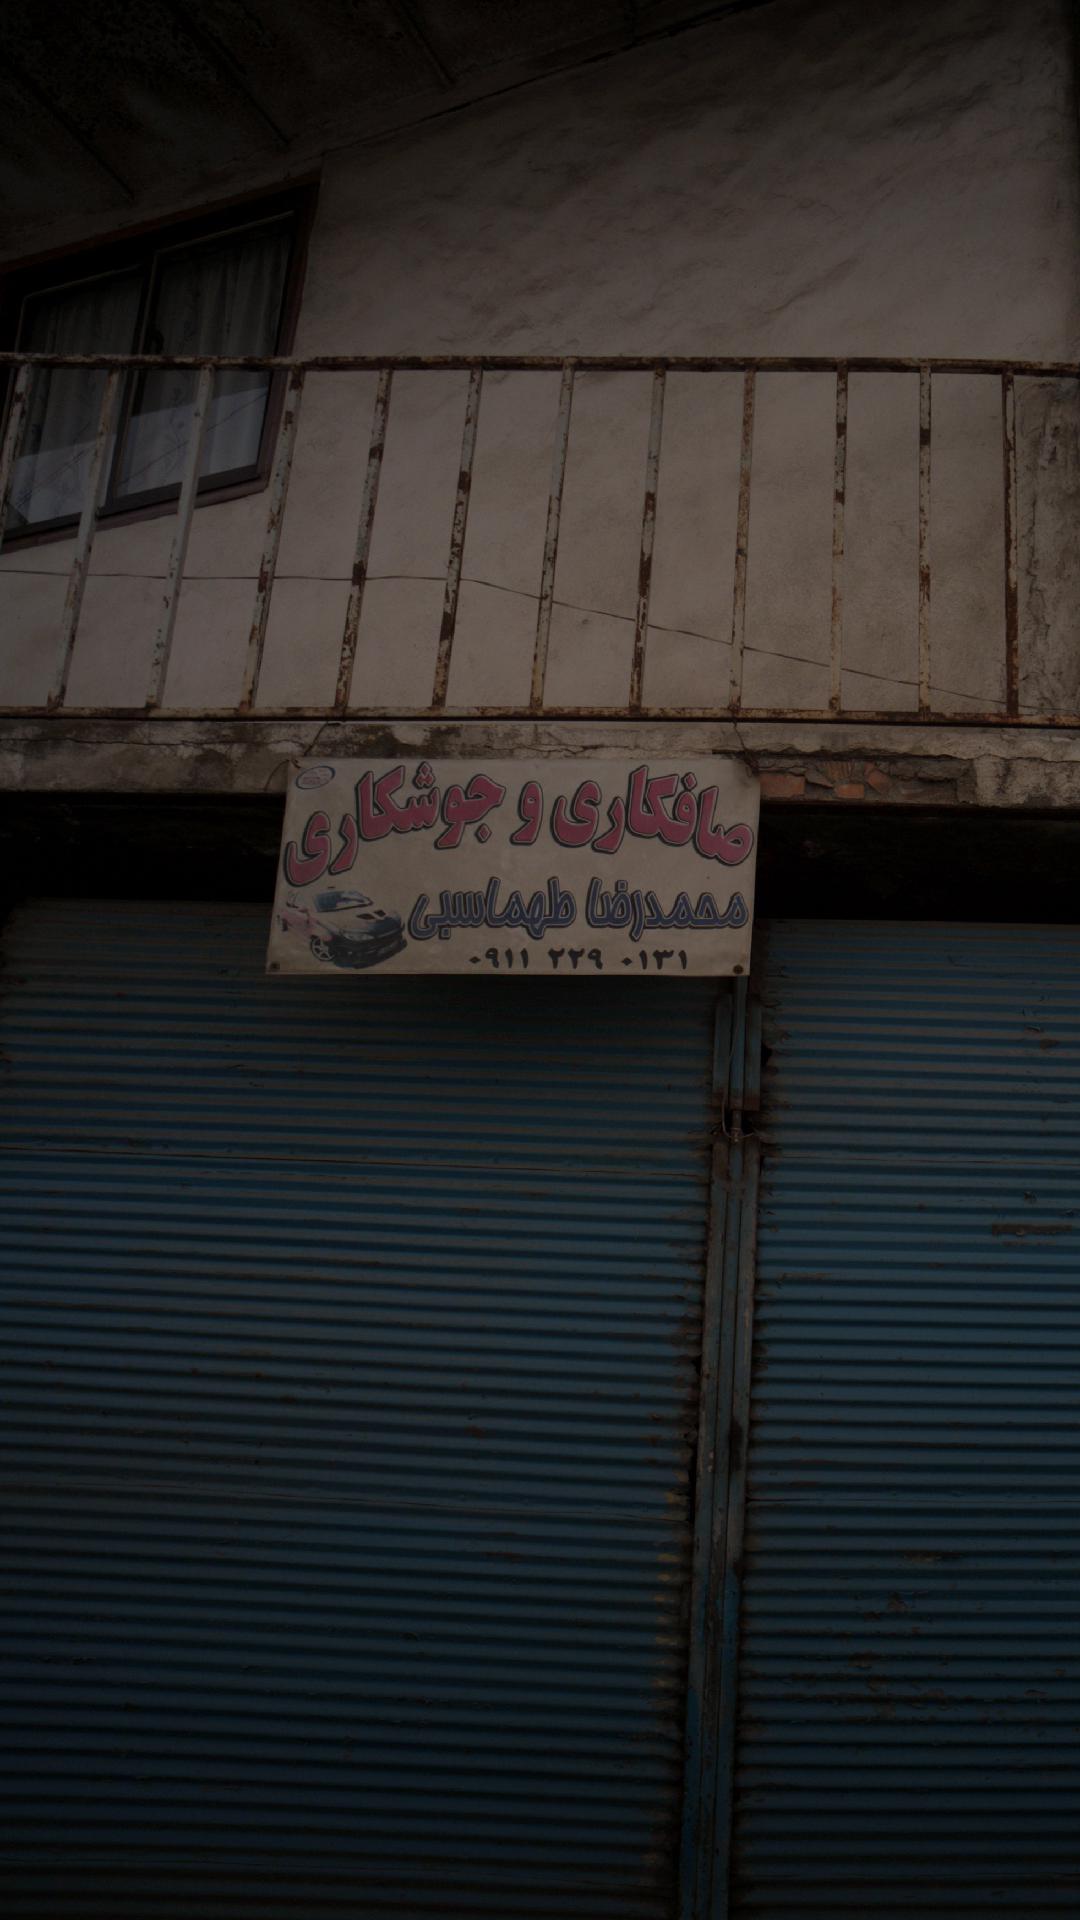 صافکاری و جوشکاری
محمدرضا طهماسبی
۰۹۱۱ ۲۲۹ ۰۱۳۱